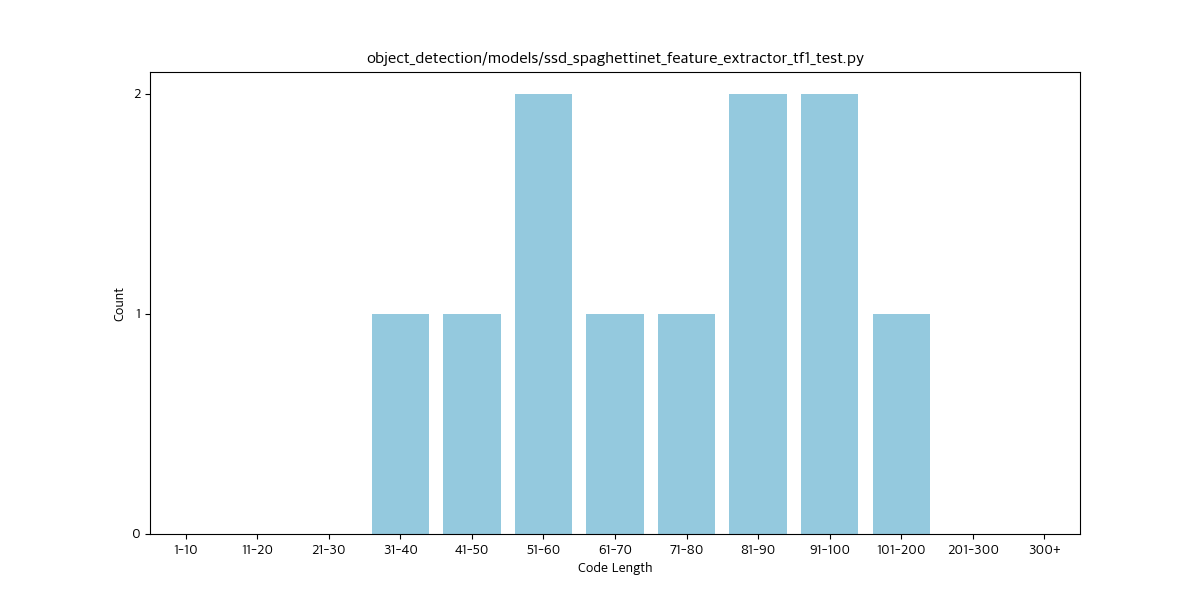 object_detection/models/ssd_spaghettinet_feature_extractor_tf1_test.py
2
1
0
Count
1-10 11-20 21-30 31-40 41-50 51-60 61-70 71-80 81-90 91-100 101-200 201-300 300+
Code Length